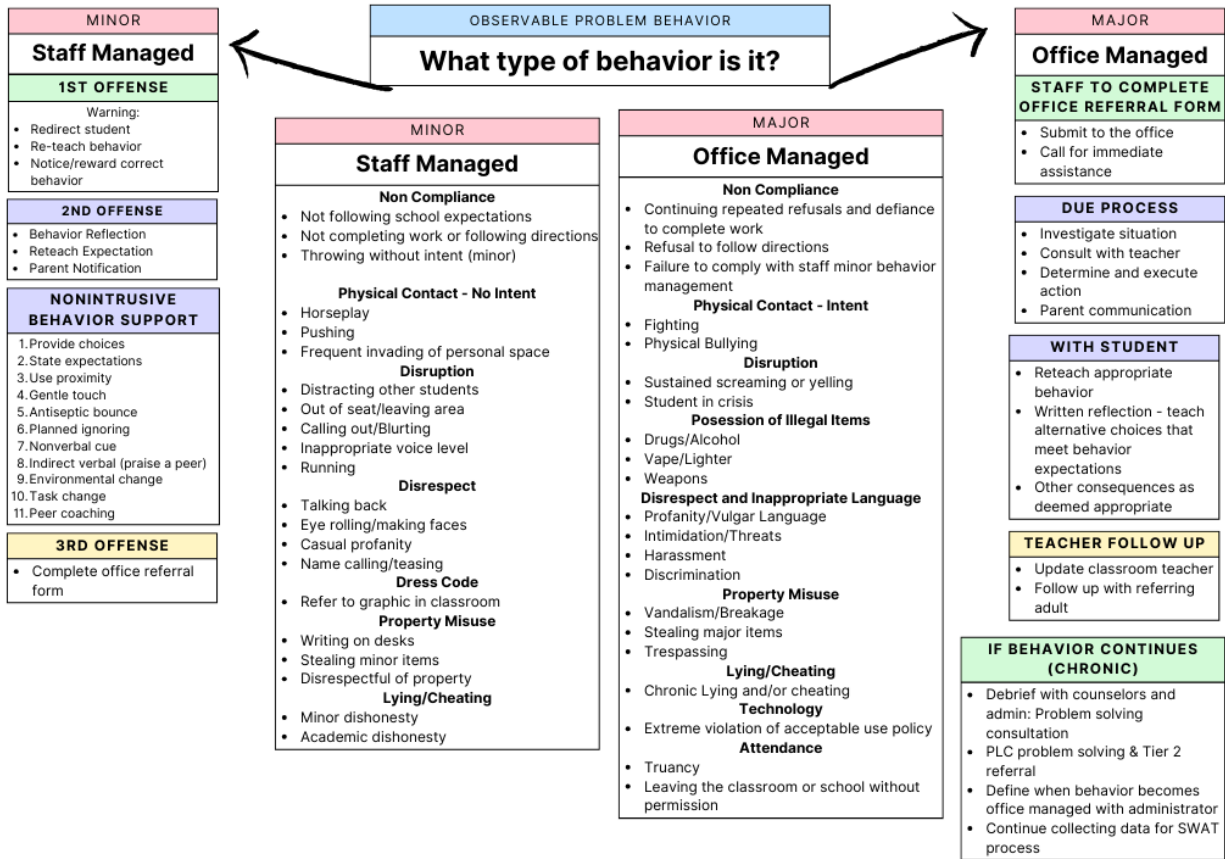 MINOR
Staff Managed
1ST OFFENSE
Warning:
• Redirect student
• Re-teach behavior
• Notice/reward correct
behavior
2ND OFFENSE
• Behavior Reflection
• Reteach Expectation
• Parent Notification
NONINTRUSIVE
BEHAVIOR SUPPORT
1. Provide choices
2. State expectations
3. Use proximity
4. Gentle touch
5. Antiseptic bounce
6. Planned ignoring
7. Nonverbal cue
8. Indirect verbal (praise a peer)
9. Environmental change
10. Task change
11. Peer coaching
3RD OFFENSE
• Complete office referral
form
OBSERVABLE PROBLEM BEHAVIOR
What type of behavior is it?
MINOR
Staff Managed
Non Compliance
• Not following school expectations
• Not completing work or following directions
• Throwing without intent (minor)
Physical Contact - No Intent
• Horseplay
• Pushing
• Frequent invading of personal space
Disruption
• Distracting other students
• Out of seat/leaving area
• Calling out/Blurting
• Inappropriate voice level
• Running
Disrespect
• Talking back
• Eye rolling/making faces
• Casual profanity
• Name calling/teasing
Dress Code
• Refer to graphic in classroom
Property Misuse
• Writing on desks
• Stealing minor items
• Disrespectful of property
Lying/Cheating
• Minor dishonesty
• Academic dishonesty
MAJOR
Office Managed
Non Compliance
• Continuing repeated refusals and defiance
to complete work
• Refusal to follow directions
• Failure to comply with staff minor behavior
management
Physical Contact - Intent
• Fighting
• Physical Bullying
Disruption
• Sustained screaming or yelling
• Student in crisis
Posession of Illegal Items
• Drugs/Alcohol
• Vape/Lighter
• Weapons
Disrespect and Inappropriate Language
• Profanity/Vulgar Language
• Intimidation/Threats
• Harassment
• Discrimination
Property Misuse
• Vandalism/Breakage
• Stealing major items
• Trespassing
Lying/Cheating
• Chronic Lying and/or cheating
Technology
• Extreme violation of acceptable use policy
Attendance
• Truancy
• Leaving the classroom or school without
permission
MAJOR
Office Managed
STAFF TO COMPLETE
OFFICE REFERRAL FORM
• Submit to the office
• Call for immediate
assistance
DUE PROCESS
• Investigate situation
• Consult with teacher
• Determine and execute
action
• Parent communication
WITH STUDENT
• Reteach appropriate
behavior
• Written reflection - teach
alternative choices that
meet behavior
expectations
• Other consequences as
deemed appropriate
TEACHER FOLLOW UP
• Update classroom teacher
• Follow up with referring
adult
IF BEHAVIOR CONTINUES
(CHRONIC)
• Debrief with counselors and
admin: Problem solving
consultation
• PLC problem solving & Tier 2
referral
• Define when behavior becomes
office managed with administrator
• Continue collecting data for SWAT
process